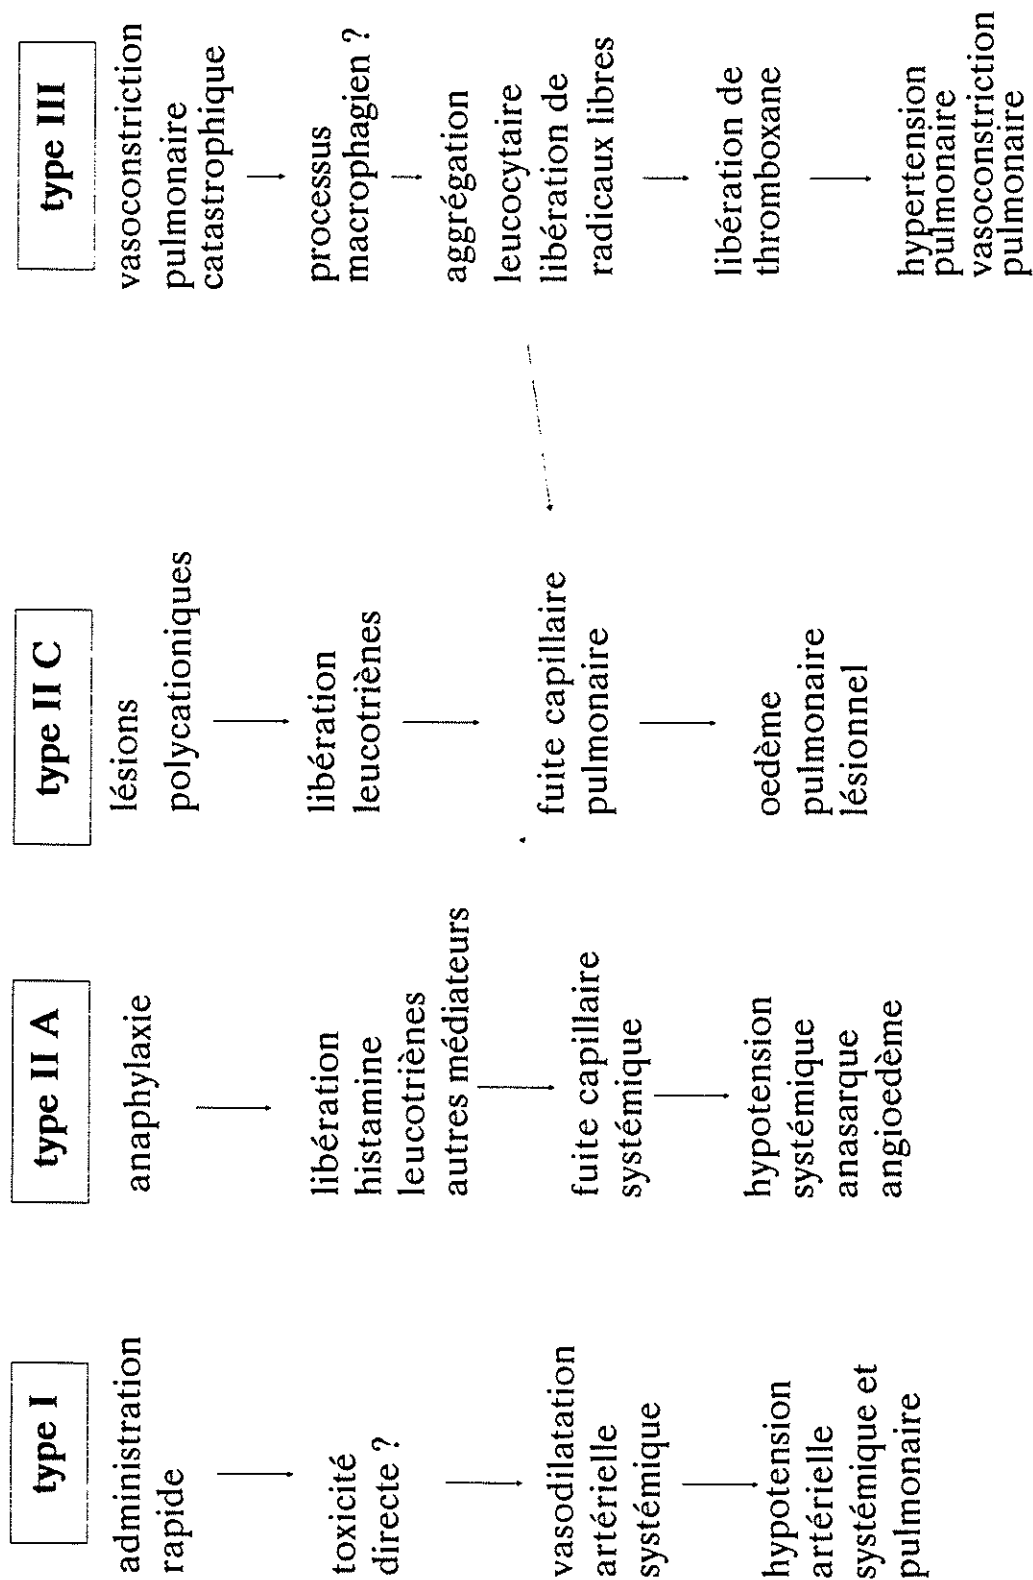 type I
administration
rapide
toxicité
directe ?
vasodilatation
artérielle
systémique
hypotension
artérielle
systémique et
pulmonaire
type II A
anaphylaxie
libération
histamine
leucotriènes
autres médiateurs
fuite capillaire
systémique
hypotension
systémique
anasarque
angioedème
type II C
lésions
polycationiques
libération
leucotriènes
fuite capillaire
pulmonaire
oedème
pulmonaire
lésionnel
type III
vasoconstriction
pulmonaire
catastrophique
processus
macrophagien ?
aggrégation
leucocytaire
libération de
radicaux libres
libération de
thromboxane
hypertension
pulmonaire
vasoconstriction
pulmonaire